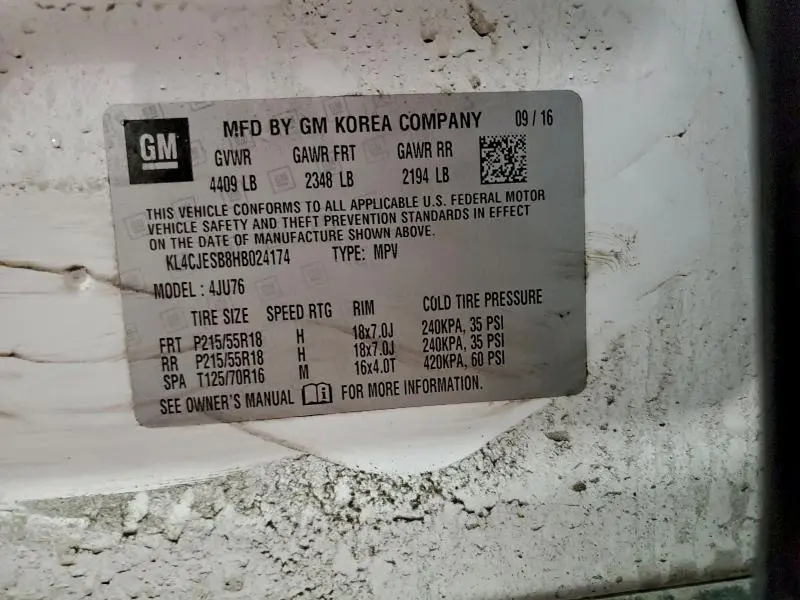 GM MFD BY GM KOREA COMPANY 09 / 16
GVWR GAWR FRT GAWR RR
4409 LB 2348 LB 2194 LB
THIS VEHICLE CONFORMS TO ALL APPLICABLE U.S. FEDERAL MOTOR
VEHICLE SAFETY AND THEFT PREVENTION STANDARDS IN EFFECT
ON THE DATE OF MANUFACTURE SHOWN ABOVE.
KL4CJESB8HB024174 TYPE: MPV
MODEL : 4JU76
TIRE SIZE SPEED RTG RIM COLD TIRE PRESSURE
FRT P215/55R18 H 18x7.0J 240KPA, 35 PSI
RR P215/55R18 H 18x7.0J 240KPA, 35 PSI
SPA T125/70R16 M 16x4.0T 420KPA, 60 PSI
SEE OWNER'S MANUAL FOR MORE INFORMATION.